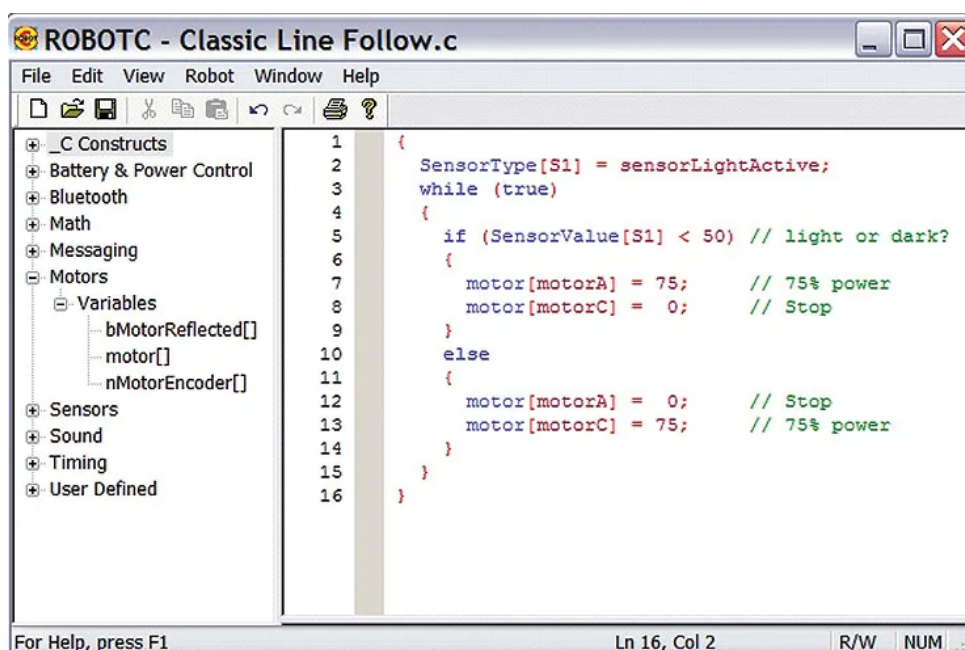 ROBOTC - Classic Line Follow.c
File Edit View Robot Window Help
_C Constructs
Battery & Power Control
Bluetooth
Math
Messaging
Motors
Variables
bMotorReflected[]
motor[]
nMotorEncoder[]
Sensors
Sound
Timing
User Defined
1 {
2 SensorType[S1] = sensorLightActive;
3 while (true)
4 {
5 if (SensorValue[S1] < 50) // light or dark?
6 {
7 motor[motorA] = 75; // 75% power
8 motor[motorC] = 0; // Stop
9 }
10 else
11 {
12 motor[motorA] = 0; // Stop
13 motor[motorC] = 75; // 75% power
14 }
15 }
16 }
For Help, press F1 Ln 16, Col 2 R/W NUM